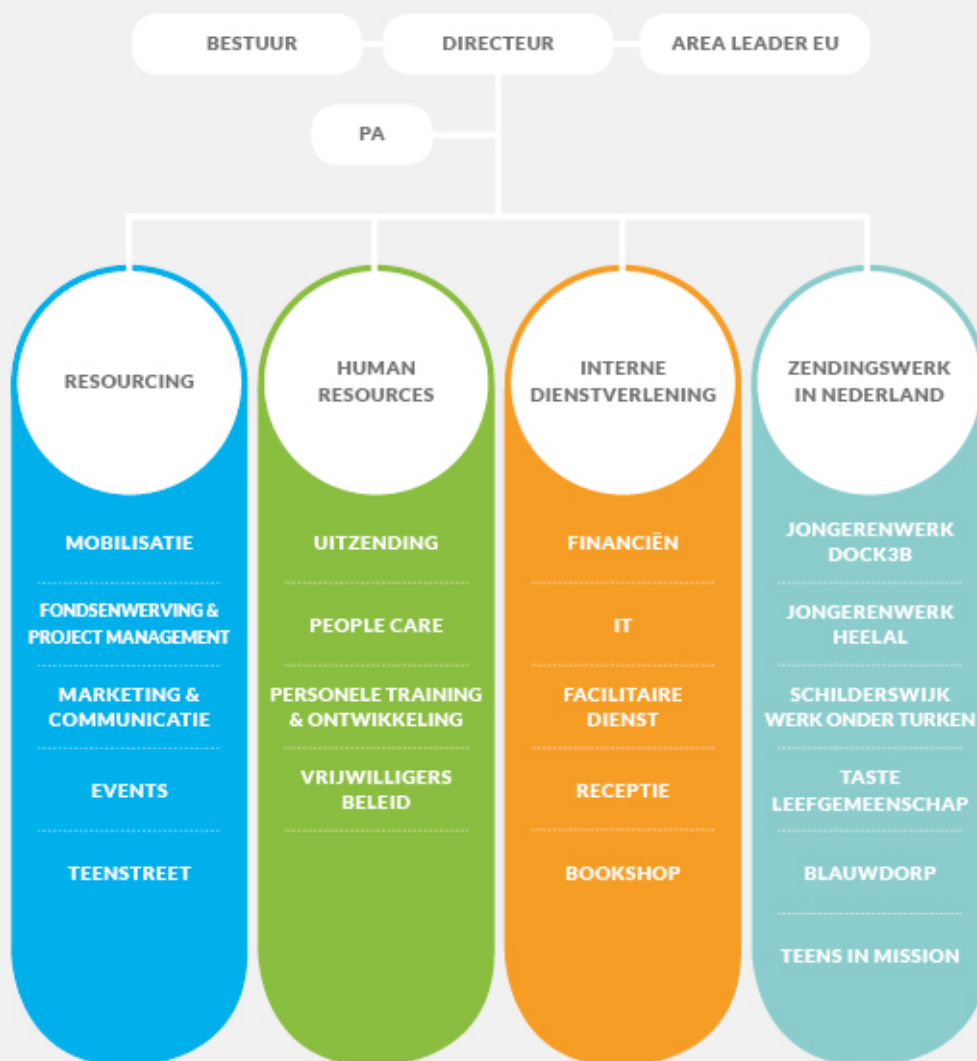 BESTUUR
DIRECTEUR
AREA LEADER EU
PA
RESOURCING
MOBILISATIE
FONDSENWERVING &
PROJECT MANAGEMENT
MARKETING &
COMMUNICATIE
EVENTS
TEENSTREET
HUMAN
RESOURCES
UITZENDING
PEOPLE CARE
PERSONELE TRAINING
& ONTWIKKELING
VRIJWILLIGERS
BELEID
INTERNE
DIENSTVERLENING
FINANCIËN
IT
FACILITAIRE
DIENST
RECEPTIE
BOOKSHOP
ZENDINGSWERK
IN NEDERLAND
JONGERENWERK
DOCK3B
JONGERENWERK
HEELAL
SCHILDERSWIJK
WERK ONDER TURKEN
TASTE
LEEFGEMEENSCHAP
BLAUWDORP
TEENS IN MISSION